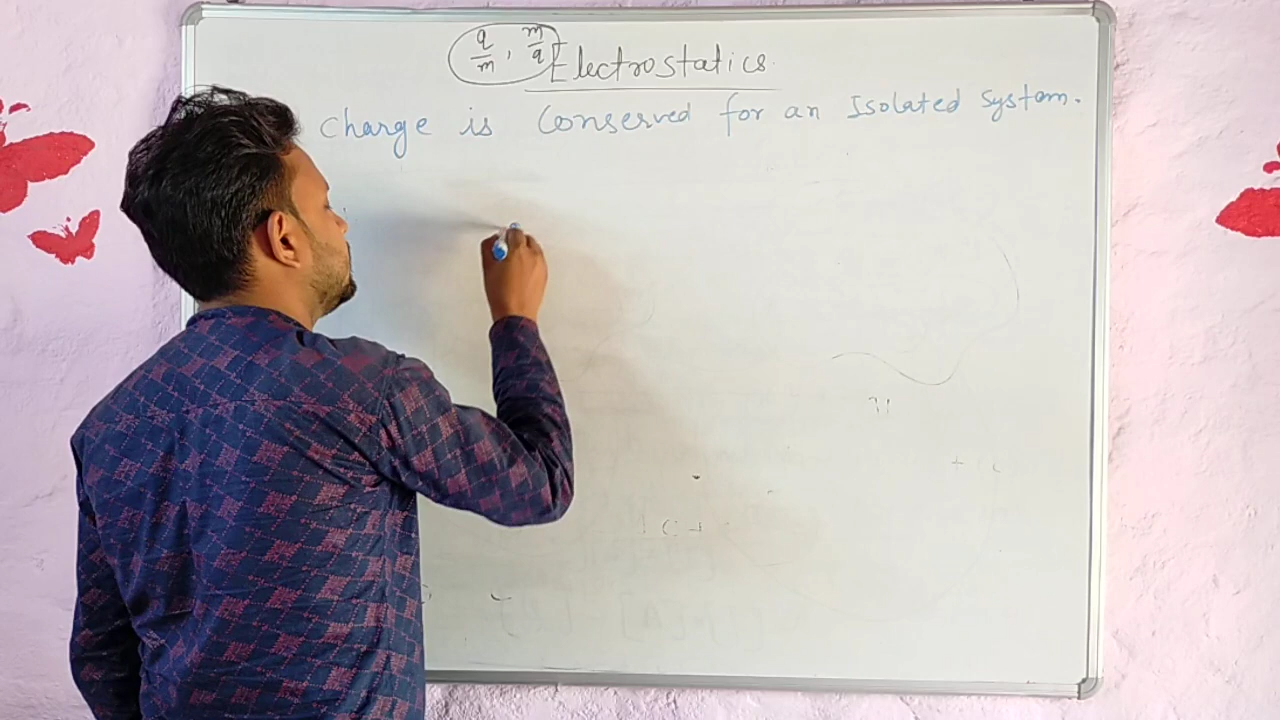 q/m, m/q Electrostatics
Charge is Conserved for an Isolated System.